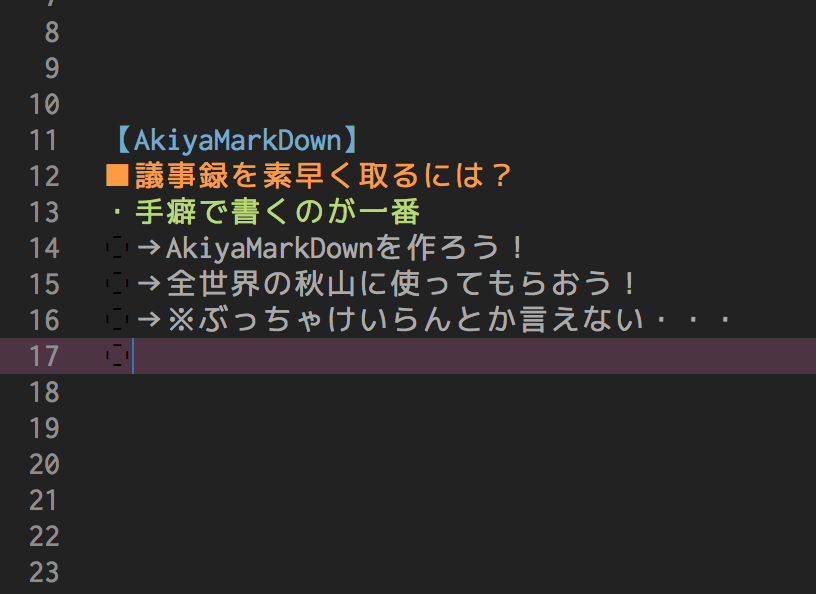 8
9
10
11 【AkiyaMarkDown】
12 ■議事録を素早く取るには？
13 ・手癖で書くのが一番
14 　→AkiyaMarkDownを作ろう！
15 　→全世界の秋山に使ってもらおう！
16 　→※ぶっちゃけいらんとか言えない・・・
17
18
19
20
21
22
23